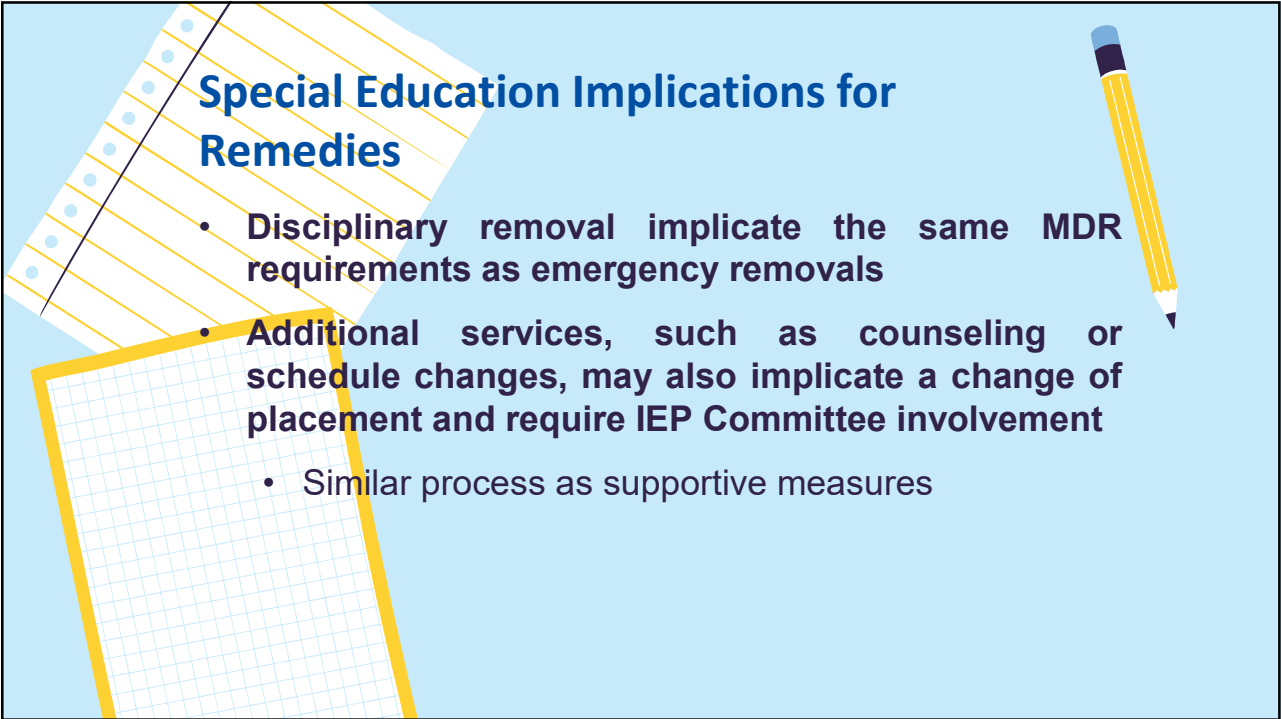 Special Education Implications for
Remedies
• Disciplinary removal implicate the same MDR
requirements as emergency removals
• Additional services, such as counseling or
schedule changes, may also implicate a change of
placement and require IEP Committee involvement
• Similar process as supportive measures